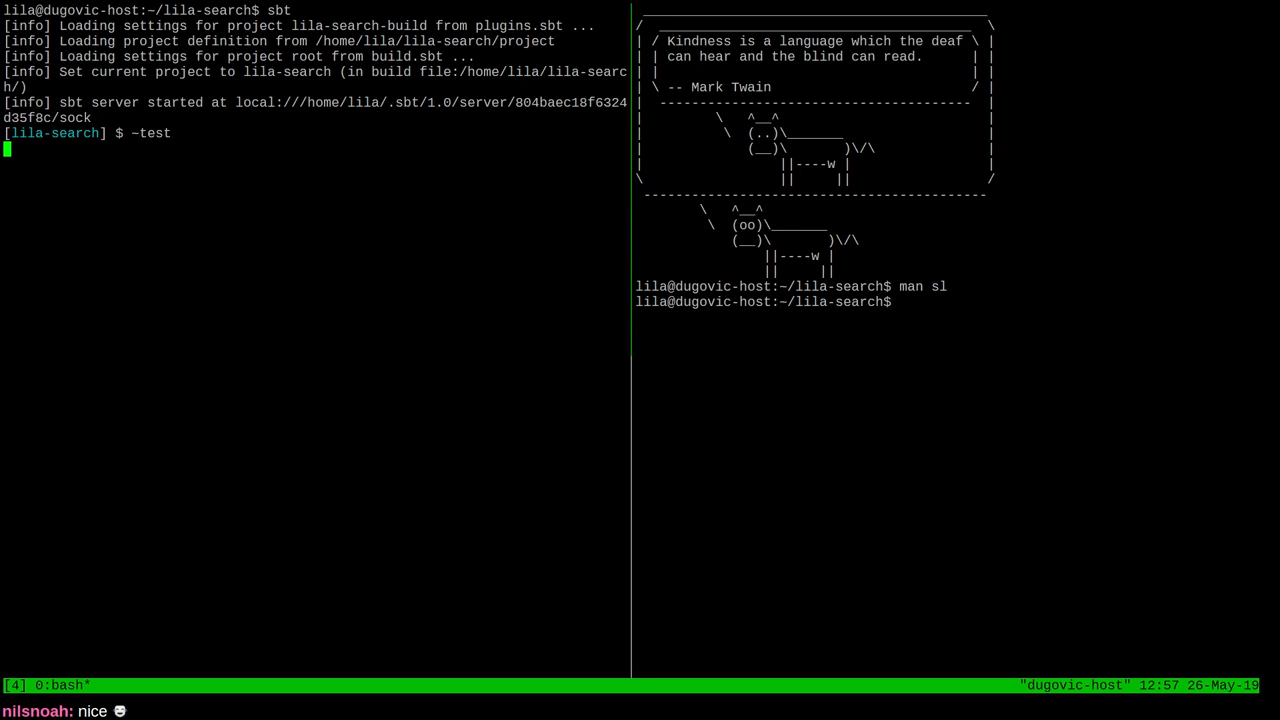 lila@dugovic-host:~/lila-search$ sbt
[info] Loading settings for project lila-search-build from plugins.sbt ...
[info] Loading project definition from /home/lila/lila-search/project
[info] Loading settings for project root from build.sbt ...
[info] Set current project to lila-search (in build file:/home/lila/lila-searc
h/)
[info] sbt server started at local:///home/lila/.sbt/1.0/server/804baec18f6324
d35f8c/sock
[lila-search] $ ~test
 ___________________________________________
/  _______________________________________  \
| / Kindness is a language which the deaf \ |
| | can hear and the blind can read.      | |
| |                                       | |
| \ -- Mark Twain                         / |
|  ---------------------------------------  |
|         \   ^__^                          |
|          \  (..)\_______                  |
|             (__)\       )\/\              |
|                 ||----w |                 |
\                 ||     ||                 /
 -------------------------------------------
        \   ^__^
         \  (oo)\_______
            (__)\       )\/\
                ||----w |
                ||     ||
lila@dugovic-host:~/lila-search$ man sl
lila@dugovic-host:~/lila-search$
[4] 0:bash* "dugovic-host" 12:57 26-May-19
nilsnoah: nice